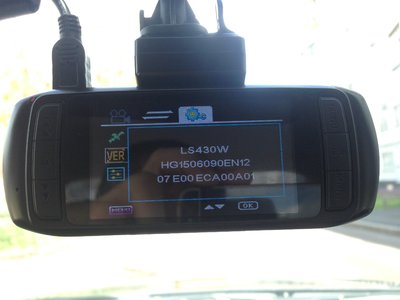 VER
LS430W
HG1506090EN12
07 E00 ECA00A01
MENU
OK